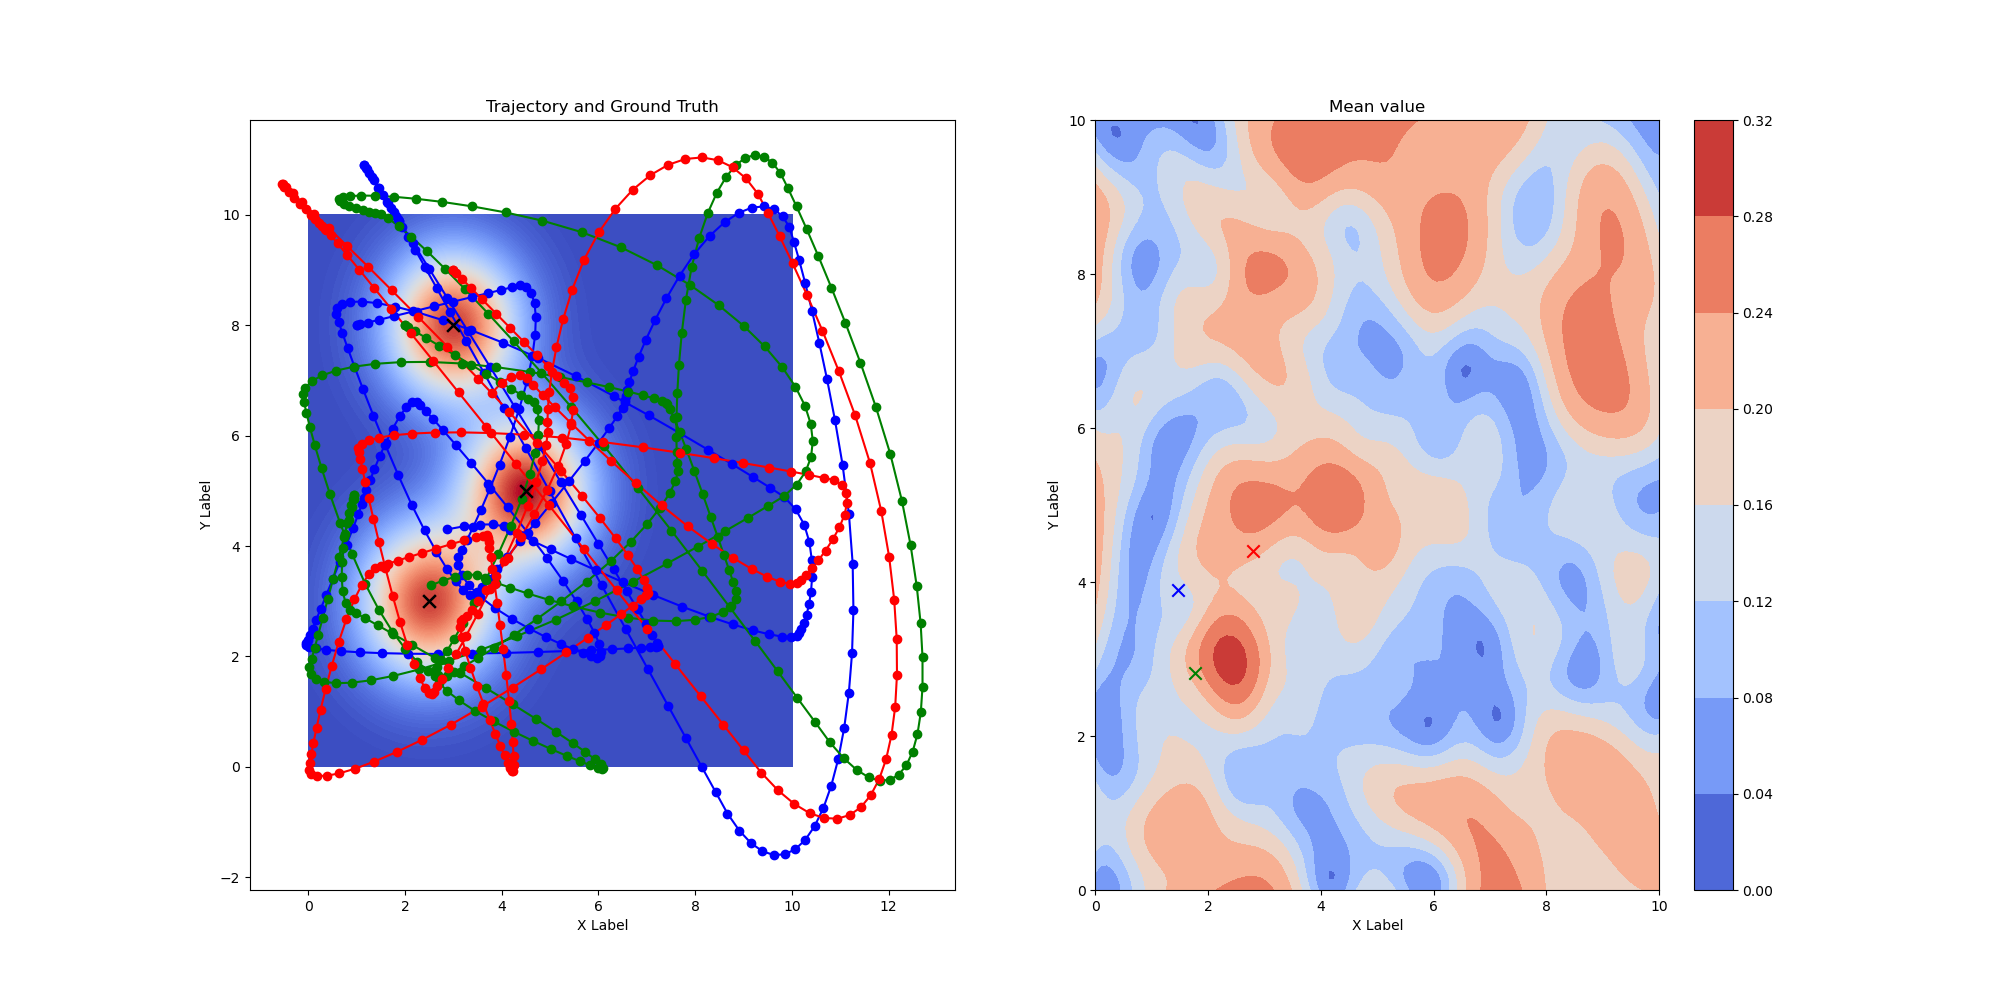 Trajectory and Ground Truth
Y Label
10
8
6
4
2
0
−2
0 2 4 6 8 10 12
X Label
Mean value
Y Label
10
8
6
4
2
0
0 2 4 6 8 10
X Label
0.32
0.28
0.24
0.20
0.16
0.12
0.08
0.04
0.00